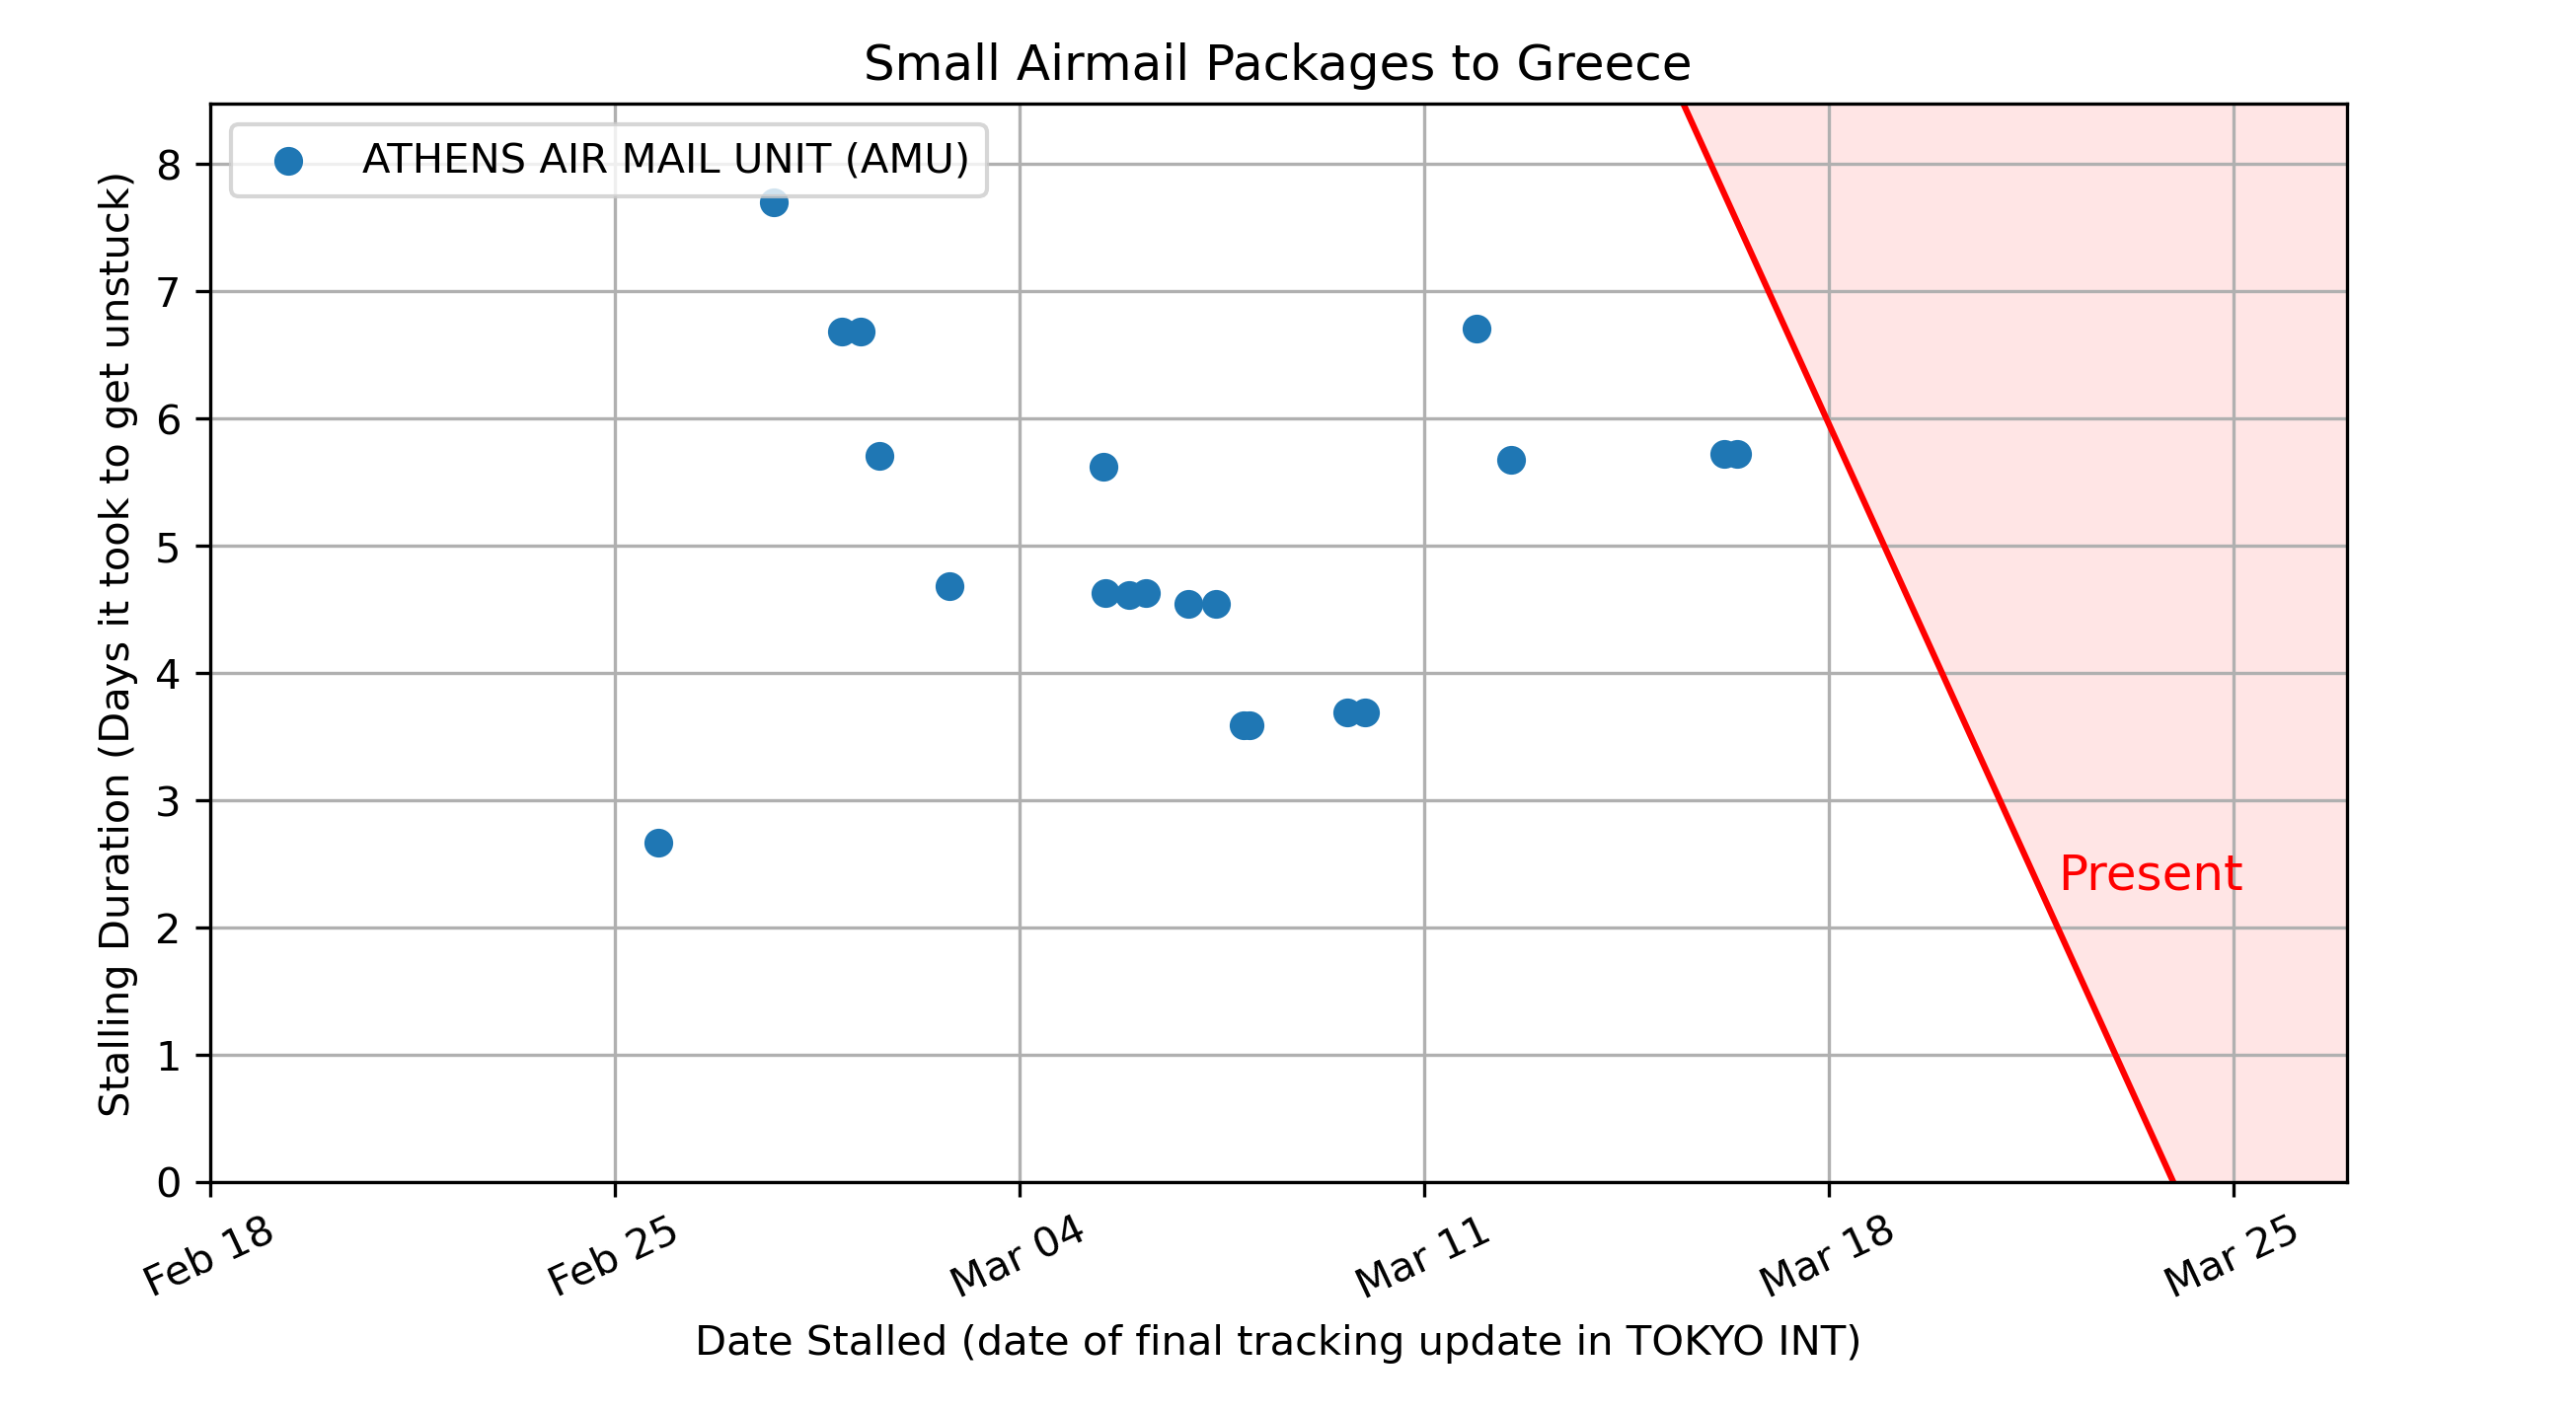 Small Airmail Packages to Greece
ATHENS AIR MAIL UNIT (AMU)
Stalling Duration (Days it took to get unstuck)
8
7
6
5
4
3
2
1
0
Present
Feb 18
Feb 25
Mar 04
Mar 11
Mar 18
Mar 25
Date Stalled (date of final tracking update in TOKYO INT)